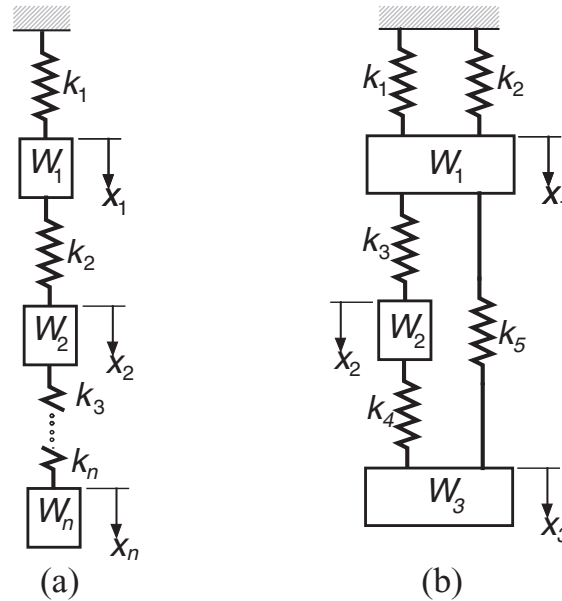 k₁
W₁
x₁
k₂
W₂
x₂
k₃
kₙ
Wₙ
xₙ
(a)
k₁
k₂
W₁
k₃
W₂
x₂
k₅
k₄
W₃
(b)